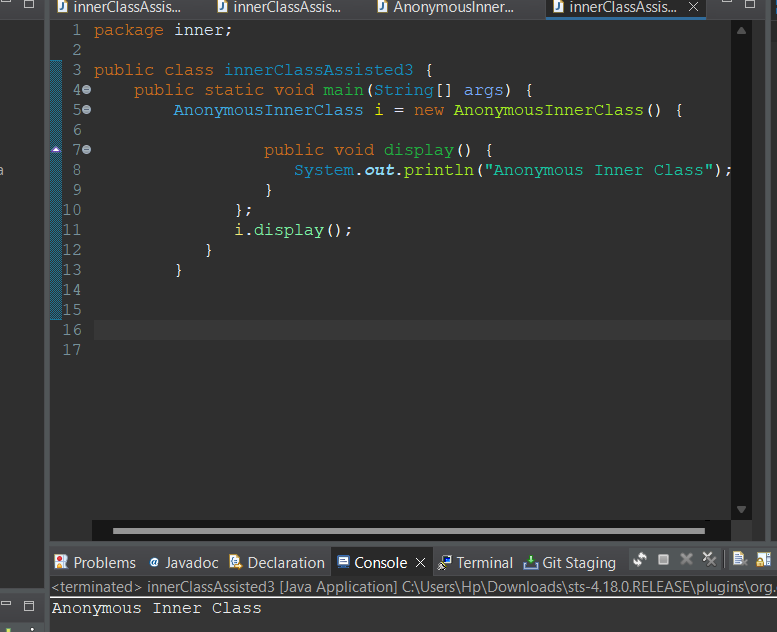 innerClassAssis... innerClassAssis... AnonymousInner... innerClassAssis...
1 package inner;
2
3 public class innerClassAssisted3 {
4 public static void main(String[] args) {
5 AnonymousInnerClass i = new AnonymousInnerClass() {
6
7 public void display() {
8 System.out.println("Anonymous Inner Class");
9 }
10 };
11 i.display();
12 }
13 }
14
15
16
17
Problems Javadoc Declaration Console Terminal Git Staging
<terminated> innerClassAssisted3 [Java Application] C:\Users\Hp\Downloads\sts-4.18.0.RELEASE\plugins\org.
Anonymous Inner Class